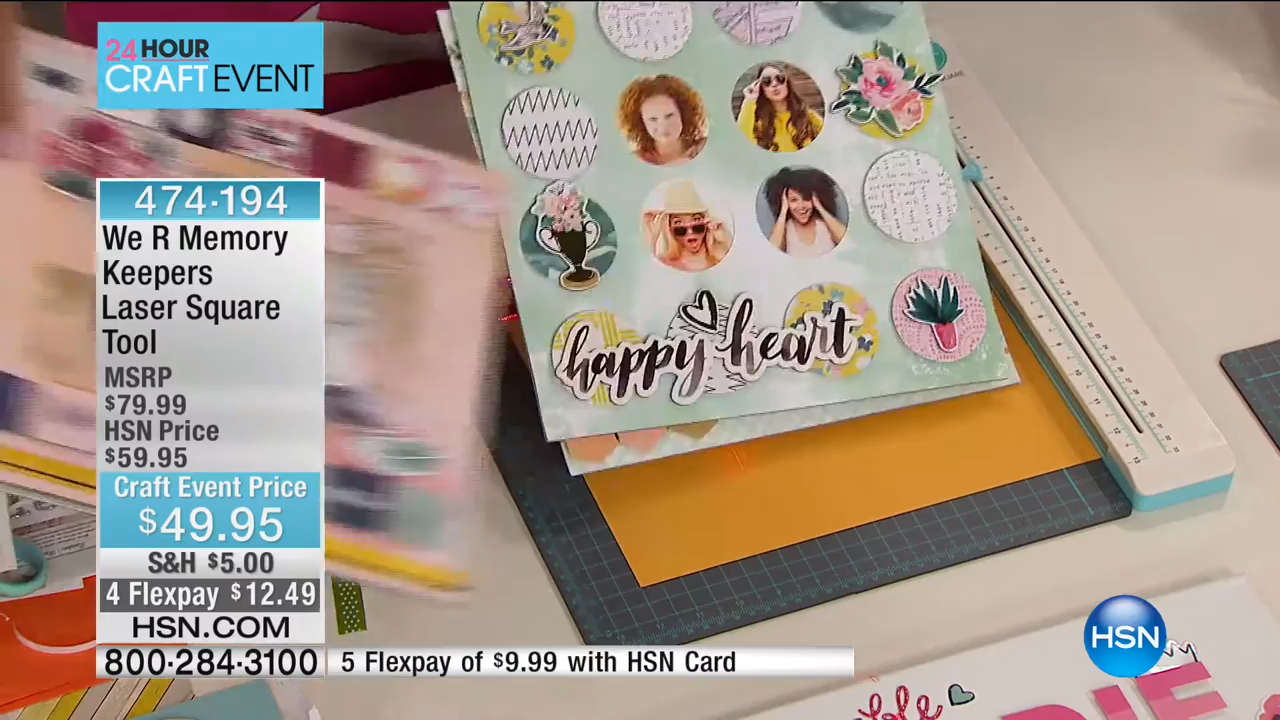 24 HOUR
CRAFT EVENT
474·194
We R Memory
Keepers
Laser Square
Tool
MSRP
$79.99
HSN Price
$59.95
Craft Event Price
$49.95
S&H $5.00
4 Flexpay $12.49
HSN.COM
800·284·3100
5 Flexpay of $9.99 with HSN Card
happy heart
HSN